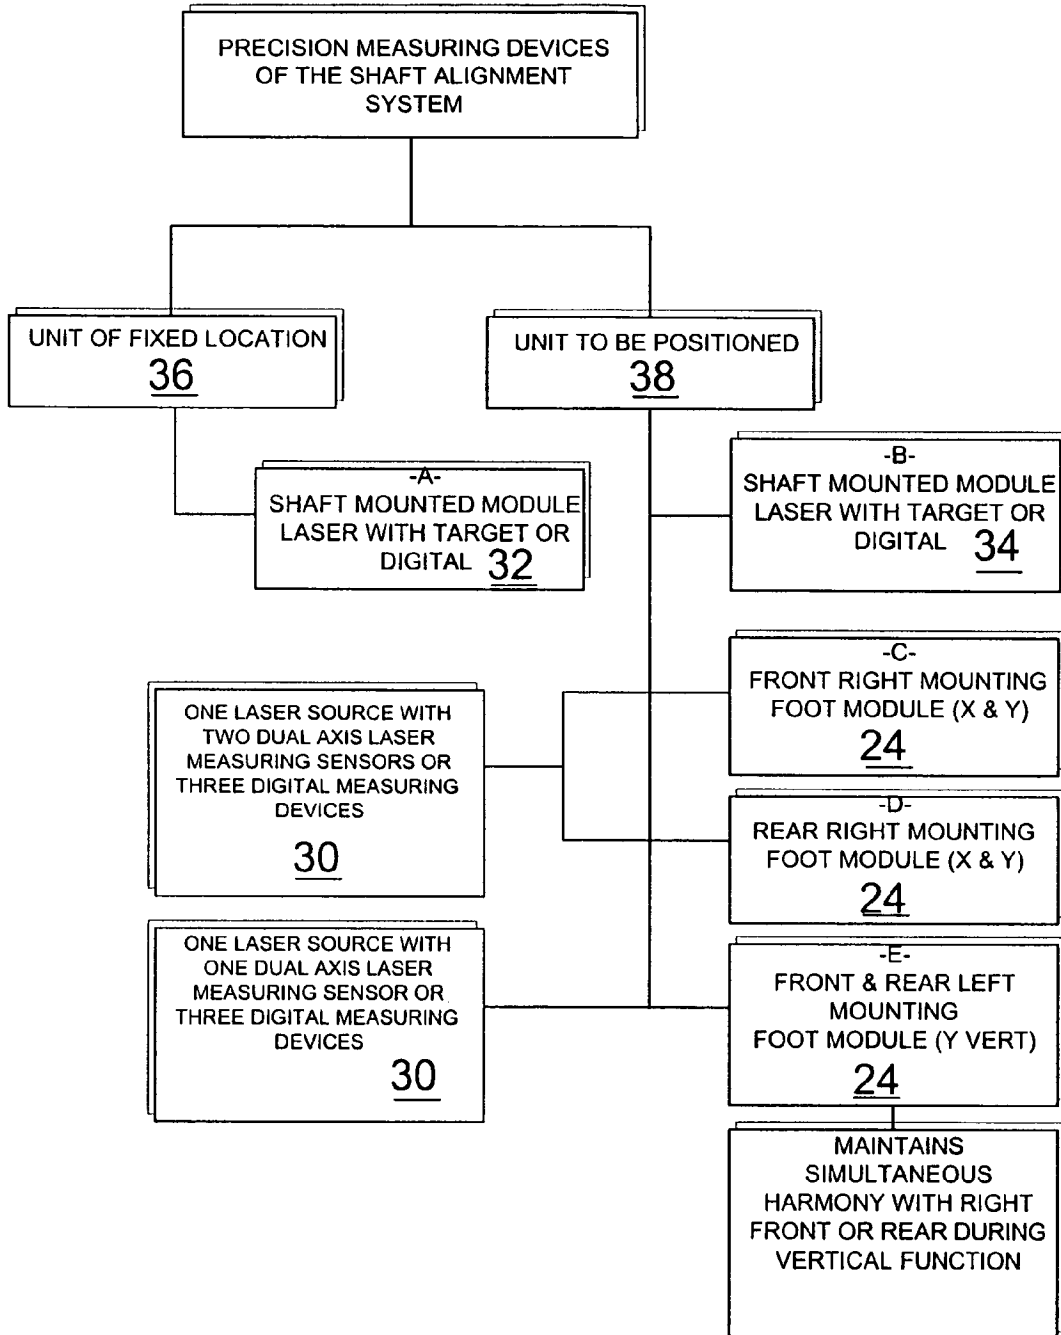 PRECISION MEASURING DEVICES
OF THE SHAFT ALIGNMENT
SYSTEM
UNIT OF FIXED LOCATION
36
UNIT TO BE POSITIONED
38
-A-
SHAFT MOUNTED MODULE
LASER WITH TARGET OR
DIGITAL 32
-B-
SHAFT MOUNTED MODULE
LASER WITH TARGET OR
DIGITAL 34
ONE LASER SOURCE WITH
TWO DUAL AXIS LASER
MEASURING SENSORS OR
THREE DIGITAL MEASURING
DEVICES
30
-C-
FRONT RIGHT MOUNTING
FOOT MODULE (X & Y)
24
-D-
REAR RIGHT MOUNTING
FOOT MODULE (X & Y)
24
ONE LASER SOURCE WITH
ONE DUAL AXIS LASER
MEASURING SENSOR OR
THREE DIGITAL MEASURING
DEVICES
30
-E-
FRONT & REAR LEFT
MOUNTING
FOOT MODULE (Y VERT)
24
MAINTAINS
SIMULTANEOUS
HARMONY WITH RIGHT
FRONT OR REAR DURING
VERTICAL FUNCTION